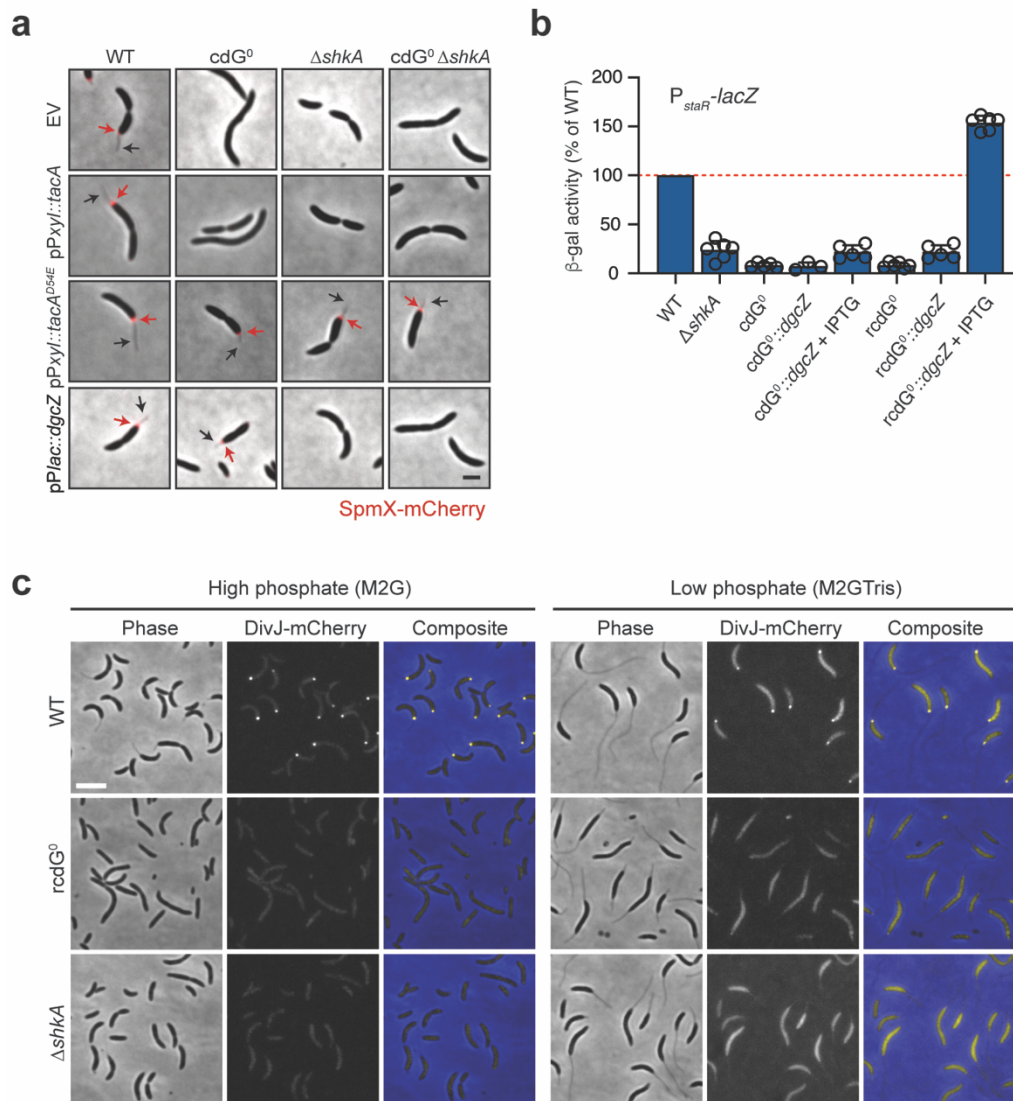 a
WT
cdG⁰
ΔshkA
cdG⁰ ΔshkA
EV
pPxyl::tacA
pPxyl::tacAᴰ⁵⁴ᴱ
pPlac::dgcZ
SpmX-mCherry
b
β-gal activity (% of WT)
200
150
100
50
0
P_staR-lacZ
WT
ΔshkA
cdG⁰
cdG⁰::dgcZ
cdG⁰::dgcZ + IPTG
rcdG⁰
rcdG⁰::dgcZ
rcdG⁰::dgcZ + IPTG
c
High phosphate (M2G)
Low phosphate (M2GTris)
Phase
DivJ-mCherry
Composite
Phase
DivJ-mCherry
Composite
WT
rcdG⁰
ΔshkA